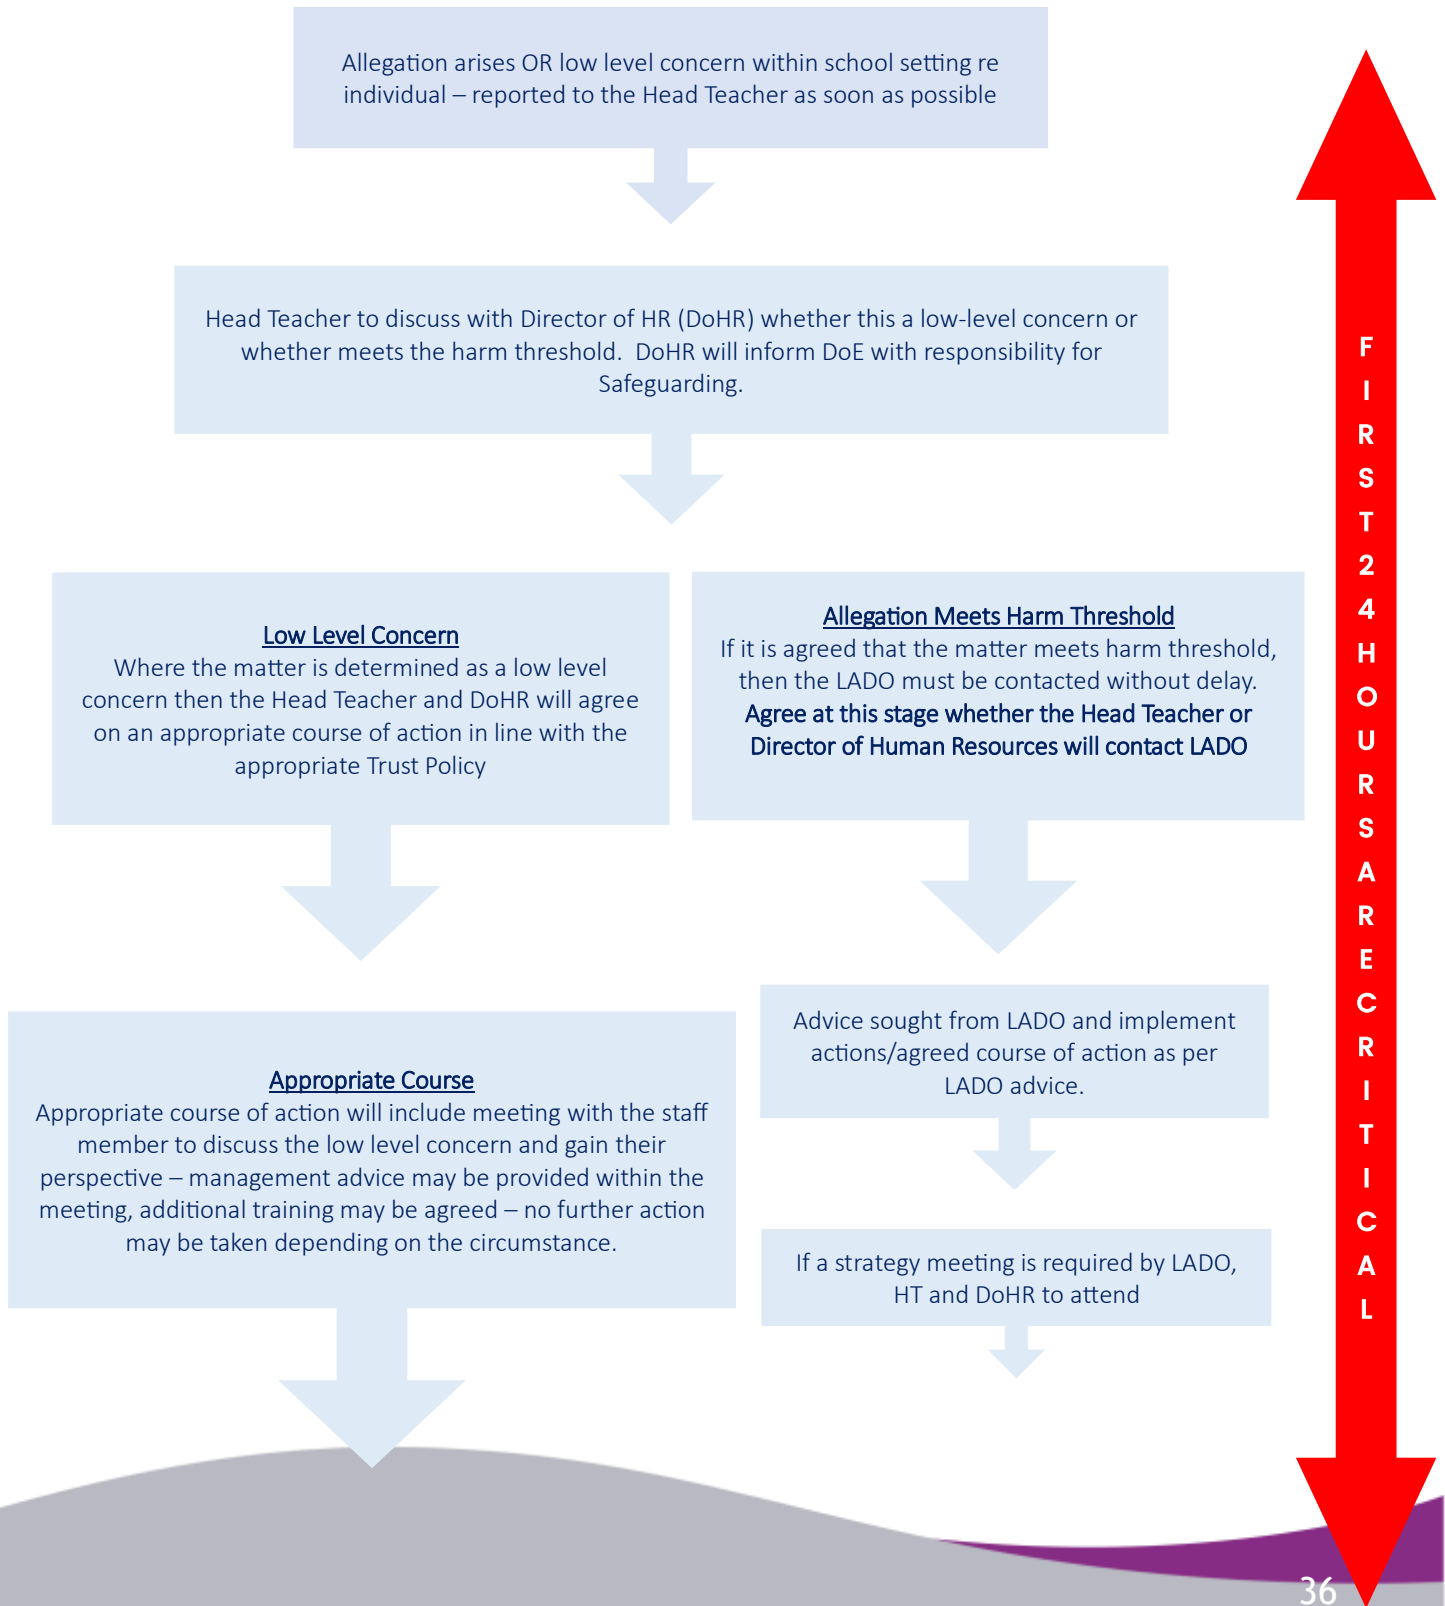 Allegation arises OR low level concern within school setting re
individual – reported to the Head Teacher as soon as possible
Head Teacher to discuss with Director of HR (DoHR) whether this a low-level concern or
whether meets the harm threshold.  DoHR will inform DoE with responsibility for
Safeguarding.
Low Level Concern
Where the matter is determined as a low level
concern then the Head Teacher and DoHR will agree
on an appropriate course of action in line with the
appropriate Trust Policy
Allegation Meets Harm Threshold
If it is agreed that the matter meets harm threshold,
then the LADO must be contacted without delay.
Agree at this stage whether the Head Teacher or
Director of Human Resources will contact LADO
Appropriate Course
Appropriate course of action will include meeting with the staff
member to discuss the low level concern and gain their
perspective – management advice may be provided within the
meeting, additional training may be agreed – no further action
may be taken depending on the circumstance.
Advice sought from LADO and implement
actions/agreed course of action as per
LADO advice.
If a strategy meeting is required by LADO,
HT and DoHR to attend
F
I
R
S
T
2
4
H
O
U
R
S
A
R
E
C
R
I
T
I
C
A
L
36